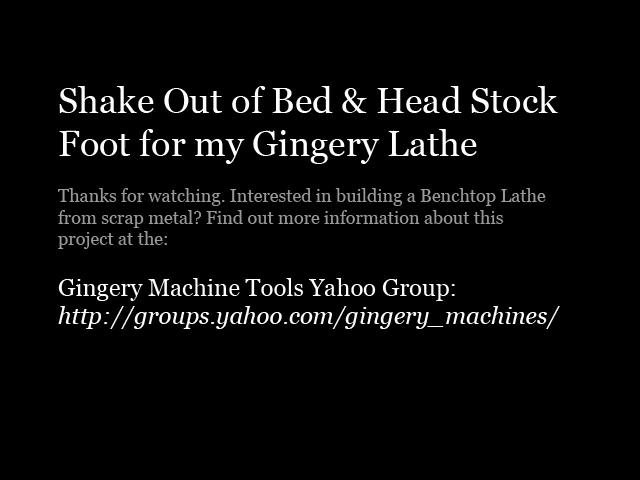 Shake Out of Bed & Head Stock
Foot for my Gingery Lathe
Thanks for watching. Interested in building a Benchtop Lathe
from scrap metal? Find out more information about this
project at the:
Gingery Machine Tools Yahoo Group:
http://groups.yahoo.com/gingery_machines/